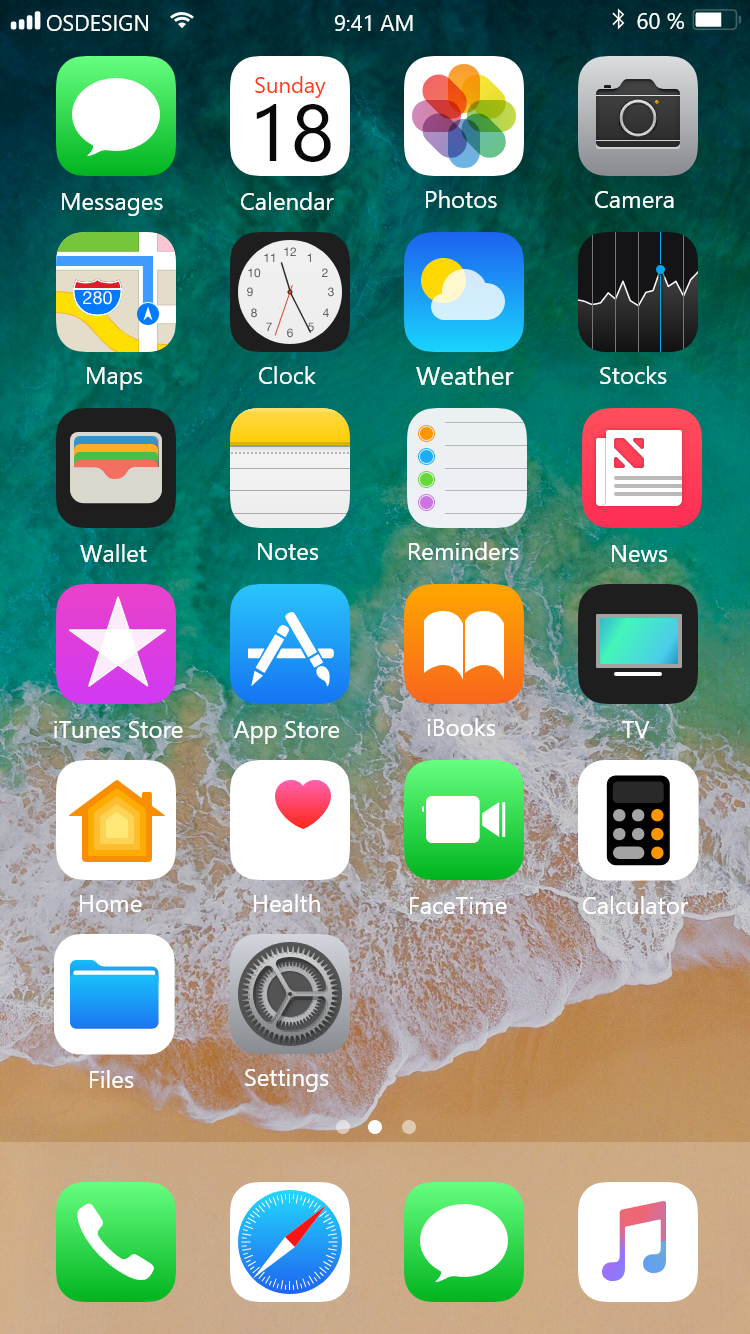 OSDESIGN 9:41 AM 60 %
Sunday
18
Messages Calendar Photos Camera
280
12
11 1
10 2
9 3
8 4
7 5
6
Maps Clock Weather Stocks
Wallet Notes Reminders News
iTunes Store App Store iBooks TV
Home Health FaceTime Calculator
Files Settings